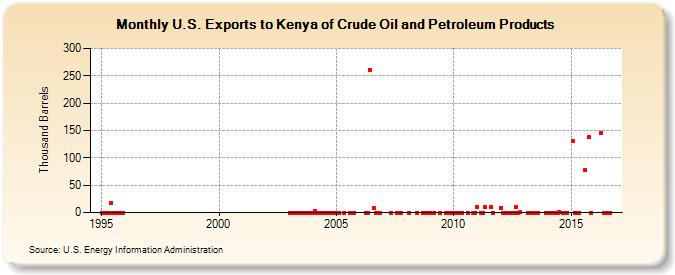 Monthly U.S. Exports to Kenya of Crude Oil and Petroleum Products
Thousand Barrels
300
250
200
150
100
50
0
1995 2000 2005 2010 2015
Source: U.S. Energy Information Administration